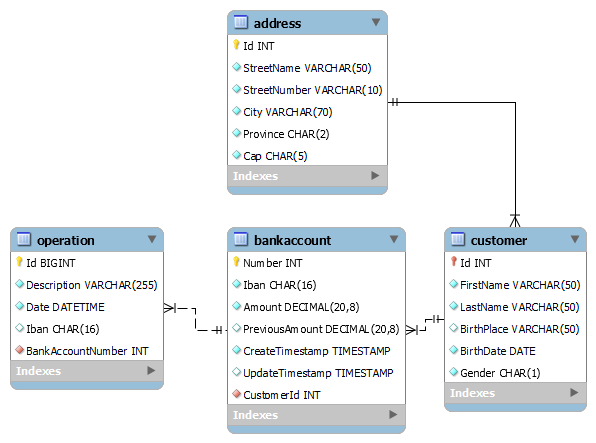 address
Id INT
StreetName VARCHAR(50)
StreetNumber VARCHAR(10)
City VARCHAR(70)
Province CHAR(2)
Cap CHAR(5)
Indexes
operation
Id BIGINT
Description VARCHAR(255)
Date DATETIME
Iban CHAR(16)
BankAccountNumber INT
Indexes
bankaccount
Number INT
Iban CHAR(16)
Amount DECIMAL(20,8)
PreviousAmount DECIMAL(20,8)
CreateTimestamp TIMESTAMP
UpdateTimestamp TIMESTAMP
CustomerId INT
Indexes
customer
Id INT
FirstName VARCHAR(50)
LastName VARCHAR(50)
BirthPlace VARCHAR(50)
BirthDate DATE
Gender CHAR(1)
Indexes